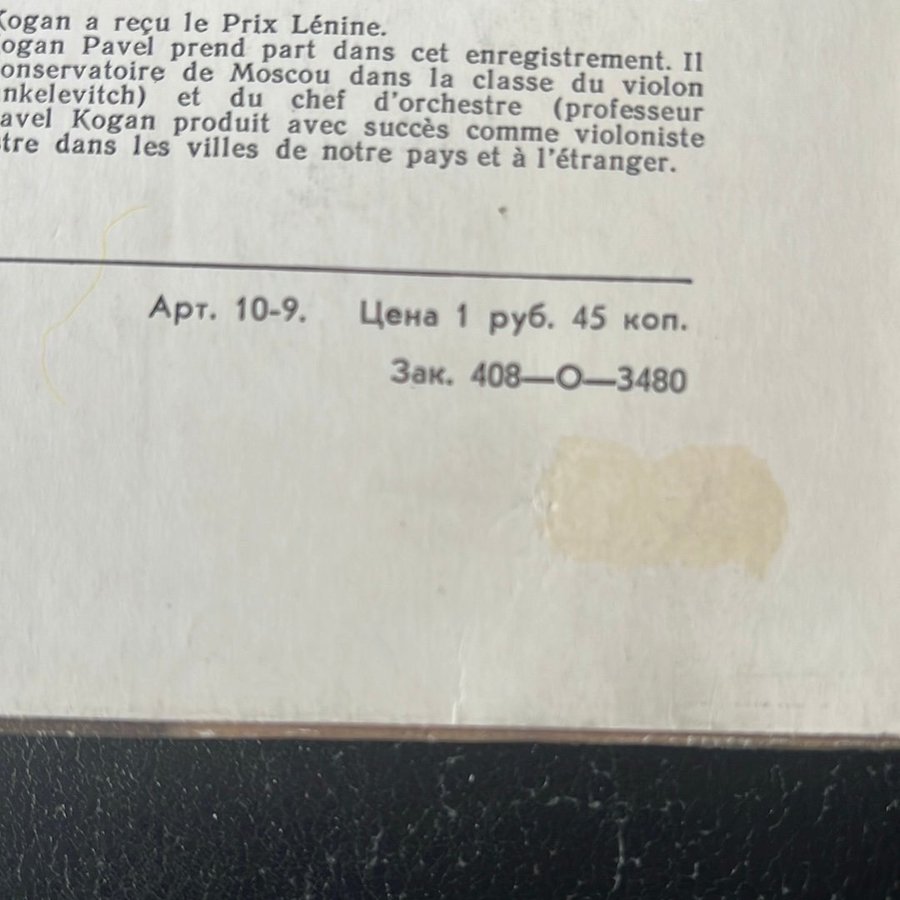 Kogan a reçu le Prix Lénine.
ogan Pavel prend part dans cet enregistrement. Il
onservatoire de Moscou dans la classe du violon
nkelevitch) et du chef d'orchestre (professeur
avel Kogan produit avec succès comme violoniste
tre dans les villes de notre pays et à l'étranger.
Арт. 10-9. Цена 1 руб. 45 коп.
Зак. 408—О—3480